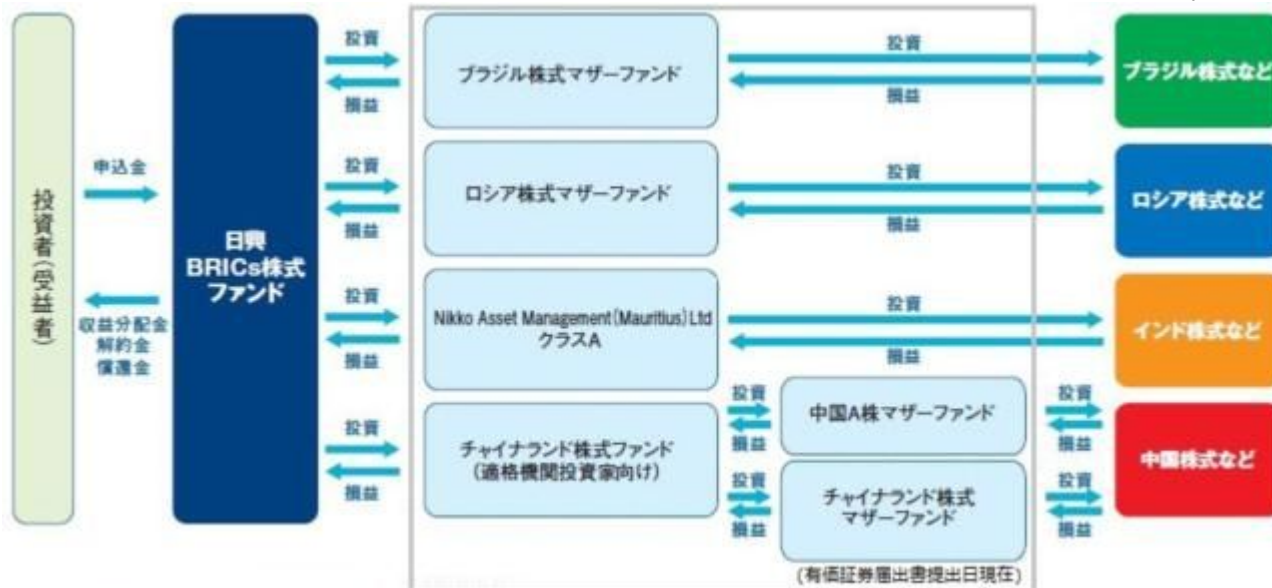 投資者(受益者)
申込金
収益分配金
解約金
償還金
日興
BRICs株式
ファンド
投資
損益
ブラジル株式マザーファンド
投資
損益
ブラジル株式など
投資
損益
ロシア株式マザーファンド
投資
損益
ロシア株式など
投資
損益
Nikko Asset Management(Mauritius)Ltd
クラスA
投資
損益
インド株式など
投資
損益
チャイナランド株式ファンド
(適格機関投資家向け)
投資
損益
中国A株マザーファンド
投資
損益
投資
損益
チャイナランド株式
マザーファンド
投資
損益
中国株式など
(有価証券届出書提出日現在)